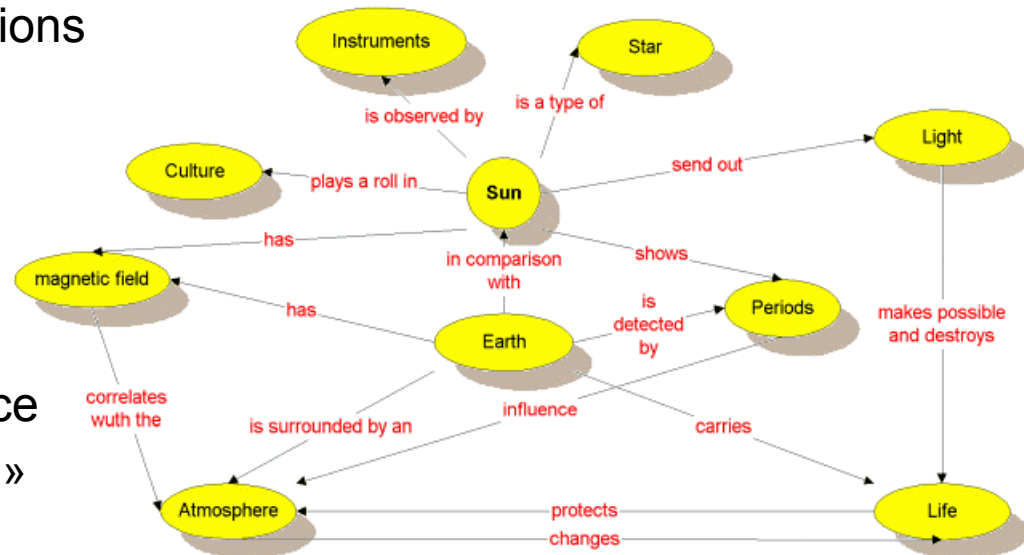 ions
Instruments
Star
is observed by
is a type of
Light
Culture
plays a roll in
Sun
send out
has
in comparison
with
shows
magnetic field
has
is
detected
by
Periods
makes possible
and destroys
Earth
correlates
wuth the
ce
»
is surrounded by an
influence
carries
Atmosphere
protects
changes
Life